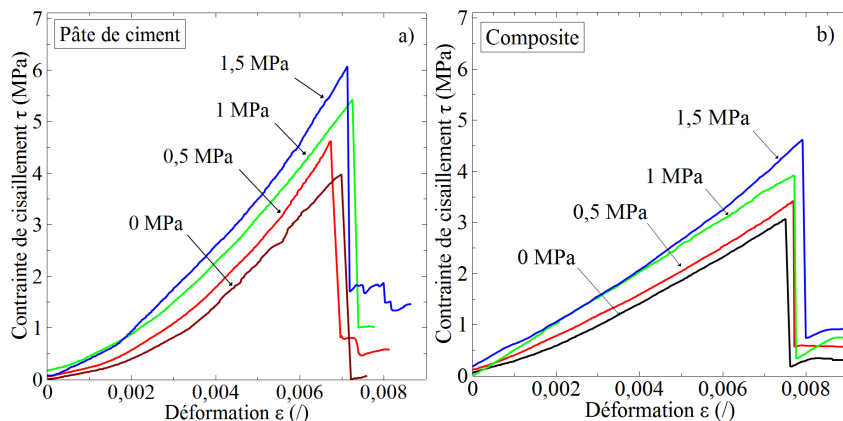 Pâte de ciment
a)
1,5 MPa
1 MPa
0,5 MPa
0 MPa
Contrainte de cisaillement τ (MPa)
7
6
5
4
3
2
1
0
0 0,002 0,004 0,006 0,008
Déformation ε (/)
Composite
b)
1,5 MPa
1 MPa
0,5 MPa
0 MPa
Contrainte de cisaillement τ (MPa)
7
6
5
4
3
2
1
0
0 0,002 0,004 0,006 0,008
Déformation ε (/)